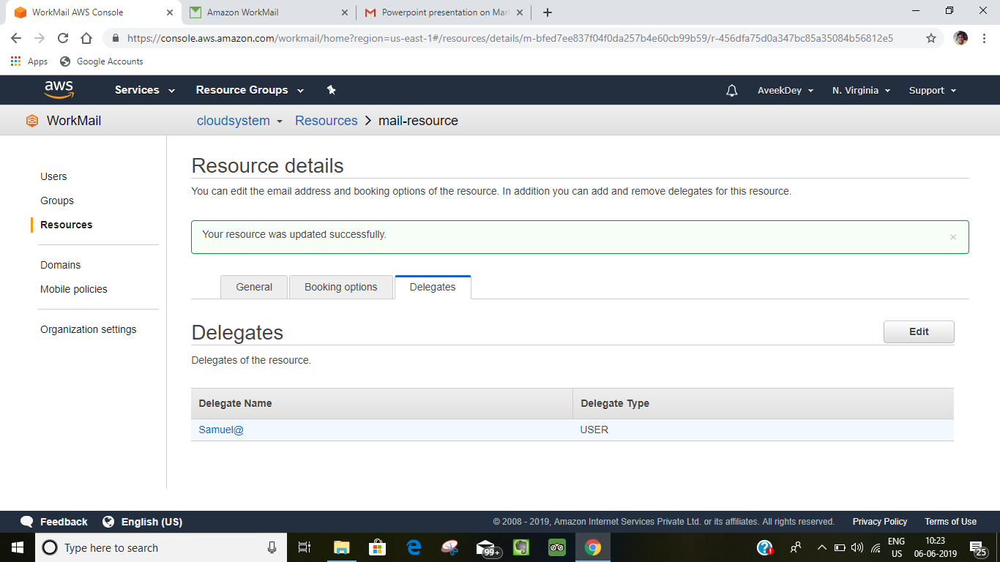 WorkMail AWS Console
Amazon WorkMail
Powerpoint presentation on Mar
https://console.aws.amazon.com/workmail/home?region=us-east-1#/resources/details/m-bfed7ee837f04f0da257b4e60cb99b59/r-456dfa75d0a347bc85a35084b56812e5
Apps
Google Accounts
aws
Services
Resource Groups
AveekDey
N. Virginia
Support
WorkMail
cloudsystem
Resources
mail-resource
Users
Groups
Resources
Domains
Mobile policies
Organization settings
Resource details
You can edit the email address and booking options of the resource. In addition you can add and remove delegates for this resource.
Your resource was updated successfully.
General
Booking options
Delegates
Delegates
Edit
Delegates of the resource.
Delegate Name
Delegate Type
Samuel@
USER
Feedback
English (US)
© 2008 - 2019, Amazon Internet Services Private Ltd. or its affiliates. All rights reserved.
Privacy Policy
Terms of Use
Type here to search
99+
ENG
US
10:23
06-06-2019
25